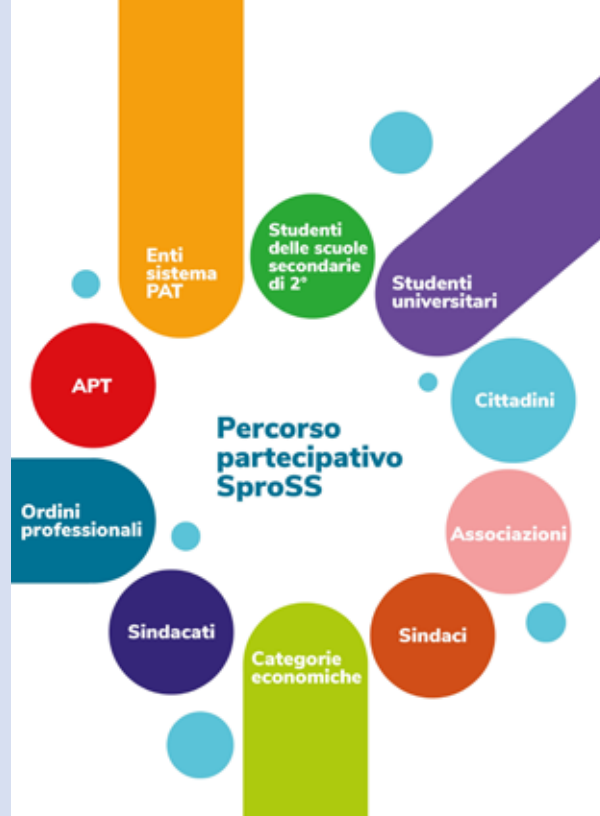 Enti
sistema
PAT
Studenti
delle scuole
secondarie
di 2°
Studenti
universitari
APT
Cittadini
Percorso
partecipativo
SproSS
Ordini
professionali
Associazioni
Sindacati
Categorie
economiche
Sindaci